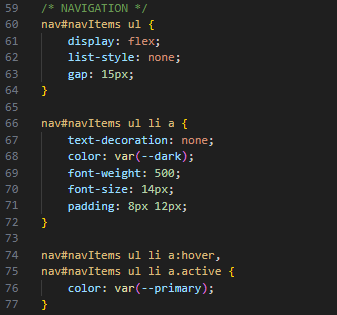 59 /* NAVIGATION */
60 nav#navItems ul {
61     display: flex;
62     list-style: none;
63     gap: 15px;
64 }
65
66 nav#navItems ul li a {
67     text-decoration: none;
68     color: var(--dark);
69     font-weight: 500;
70     font-size: 14px;
71     padding: 8px 12px;
72 }
73
74 nav#navItems ul li a:hover,
75 nav#navItems ul li a.active {
76     color: var(--primary);
77 }